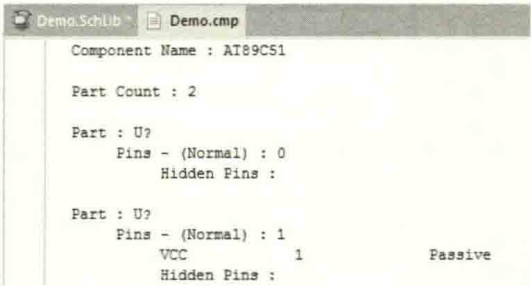 Demo.SchLib * Demo.cmp
Component Name : AT89C51
Part Count : 2
Part : U?
Pins - (Normal) : 0
Hidden Pins :
Part : U?
Pins - (Normal) : 1
VCC 1 Passive
Hidden Pins :